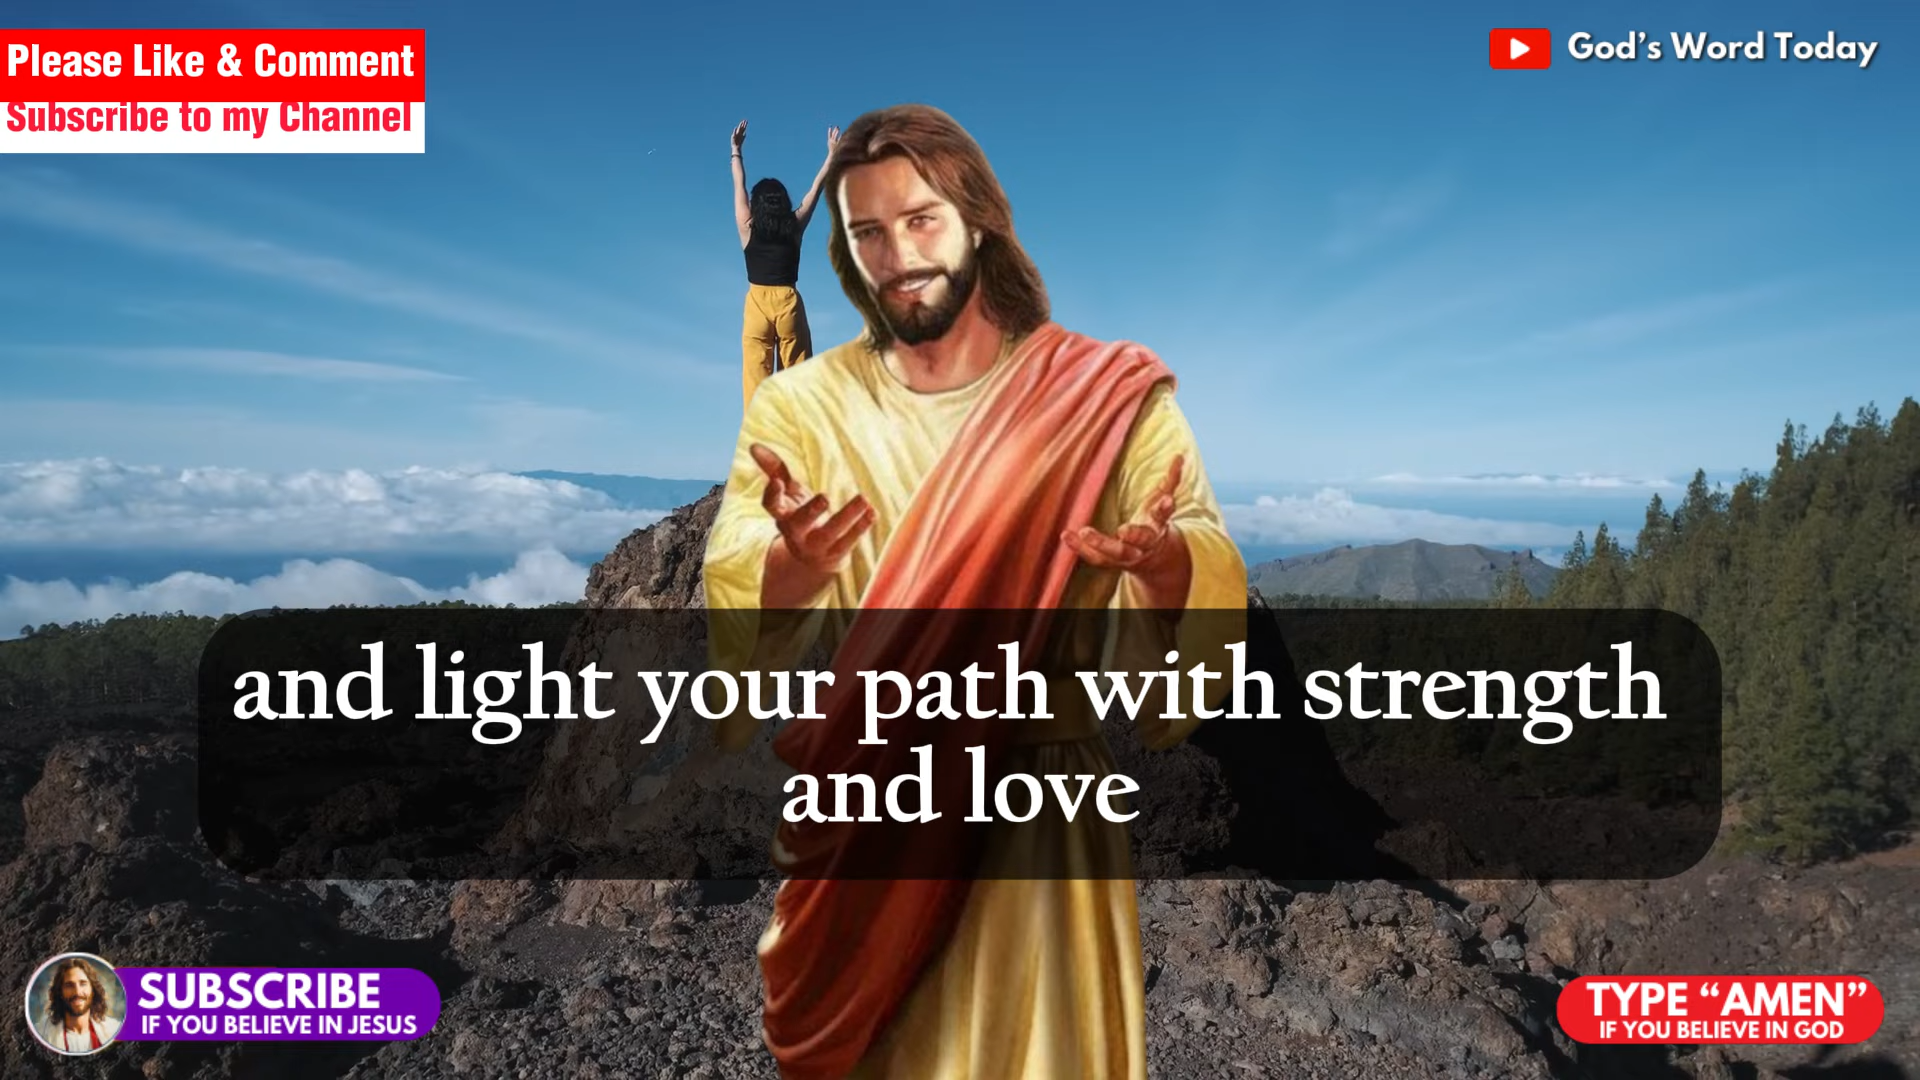 Please Like & Comment
Subscribe to my Channel
God's Word Today
and light your path with strength
and love
SUBSCRIBE
IF YOU BELIEVE IN JESUS
TYPE “AMEN”
IF YOU BELIEVE IN GOD